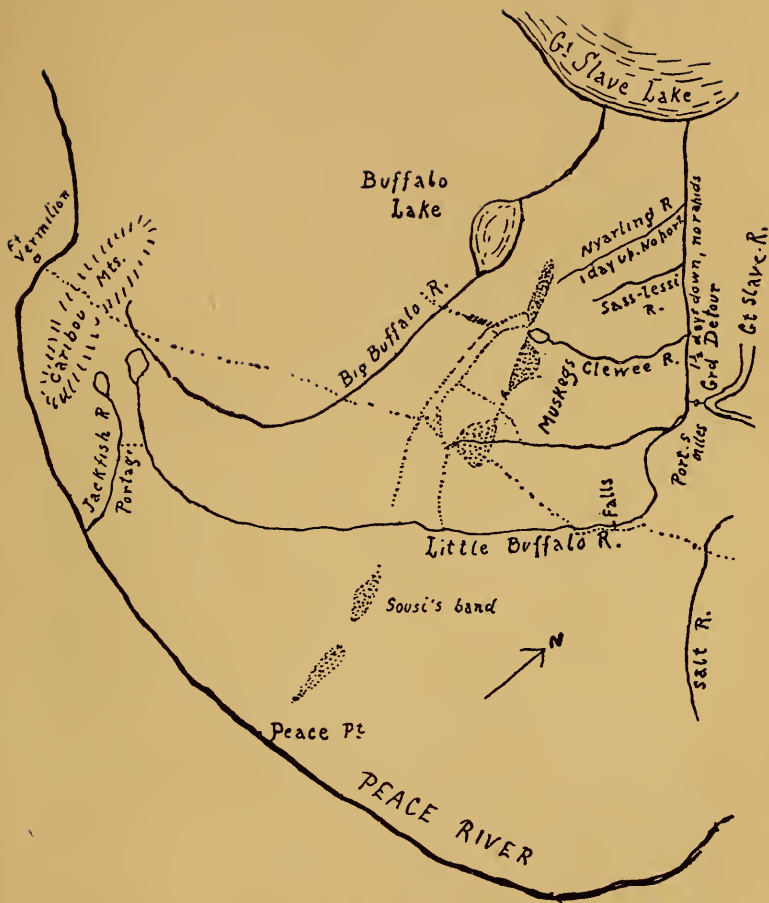 Gt Slave Lake
Buffalo
Lake
Ft
Vermilion
Caribou Mts.
Nyarling R
1 day up. No port
Sass-Lessi
R.
1½ days down, no rapids
Gt Slave-R.
Grd Detour
Big Buffalo R.
Clewee R.
Muskegs
Port. 5
miles
Jackfish R
Portage
Falls
Little Buffalo R.
Sousi's band
N
Salt R.
Peace Pt
PEACE RIVER